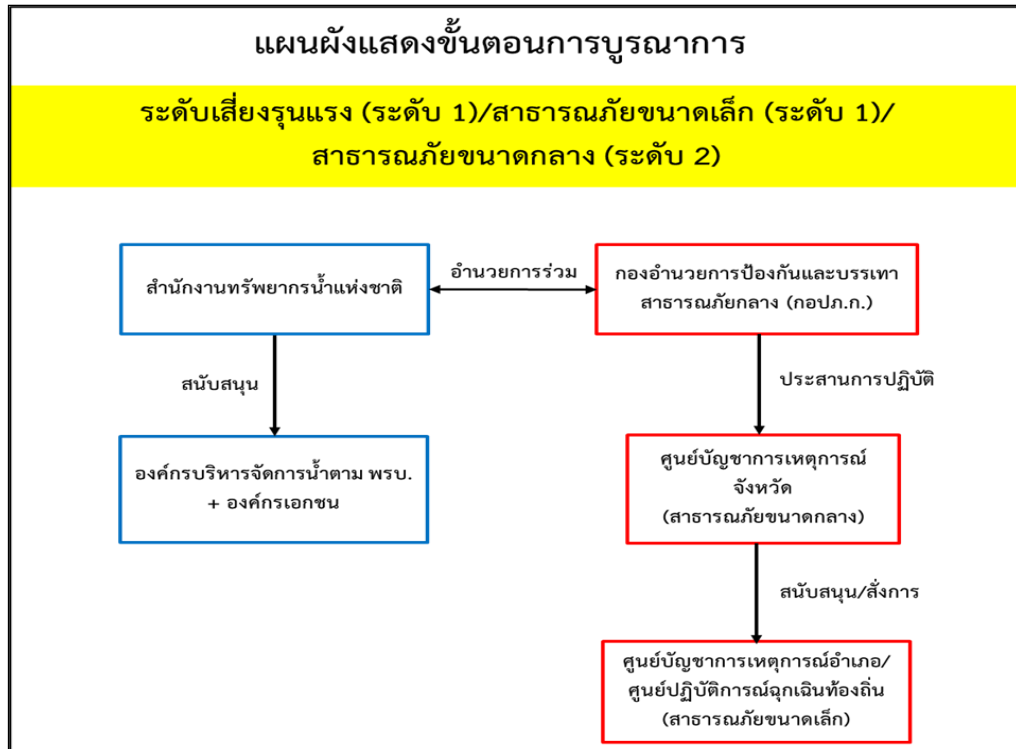 แผนผังแสดงขั้นตอนการบูรณาการ
ระดับเสี่ยงรุนแรง (ระดับ 1)/สาธารณภัยขนาดเล็ก (ระดับ 1)/
สาธารณภัยขนาดกลาง (ระดับ 2)
สำนักงานทรัพยากรน้ำแห่งชาติ
อำนวยการร่วม
กองอำนวยการป้องกันและบรรเทา
สาธารณภัยกลาง (กอปภ.ก.)
สนับสนุน
ประสานการปฏิบัติ
องค์กรบริหารจัดการน้ำตาม พรบ.
+ องค์กรเอกชน
ศูนย์บัญชาการเหตุการณ์
จังหวัด
(สาธารณภัยขนาดกลาง)
สนับสนุน/สั่งการ
ศูนย์บัญชาการเหตุการณ์อำเภอ/
ศูนย์ปฏิบัติการณ์ฉุกเฉินท้องถิ่น
(สาธารณภัยขนาดเล็ก)